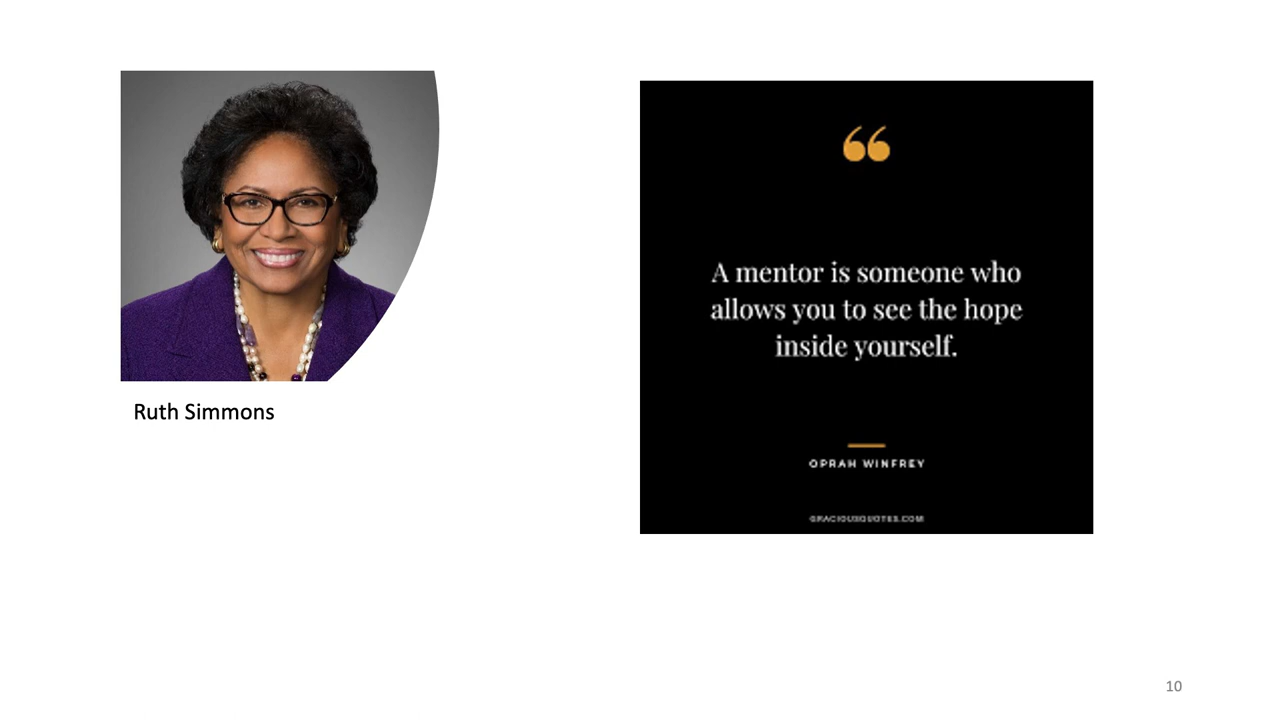 Ruth Simmons
“
A mentor is someone who
allows you to see the hope
inside yourself.
OPRAH WINFREY
GRACIOUSQUOTES.COM
10